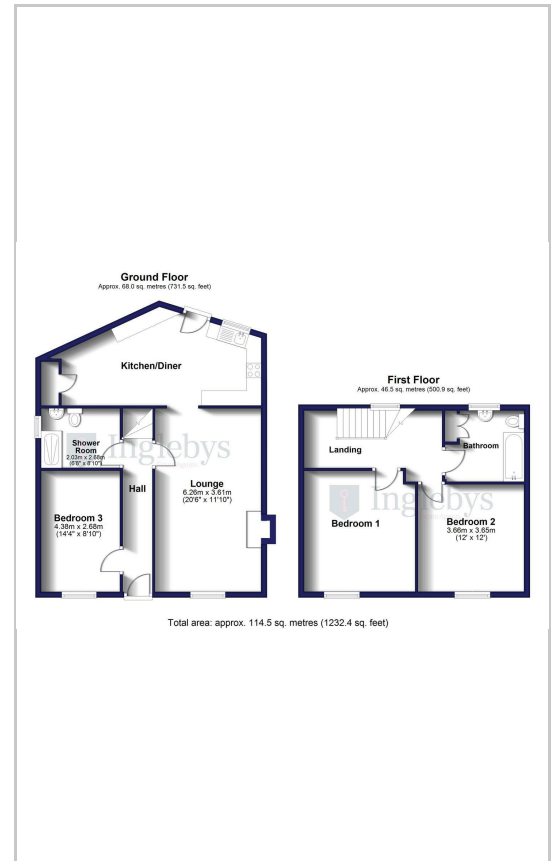 Ground Floor
Approx. 68.0 sq. metres (731.5 sq. feet)
Kitchen/Diner
Shower
Room
2.03m x 2.68m
(6'8" x 8'10")
Hall
Lounge
6.26m x 3.61m
(20'6" x 11'10")
Bedroom 3
4.38m x 2.68m
(14'4" x 8'10")
Inglebys
First Floor
Approx. 46.5 sq. metres (500.9 sq. feet)
Landing
Bathroom
Bedroom 1
Bedroom 2
3.66m x 3.65m
(12' x 12')
Inglebys
Total area: approx. 114.5 sq. metres (1232.4 sq. feet)